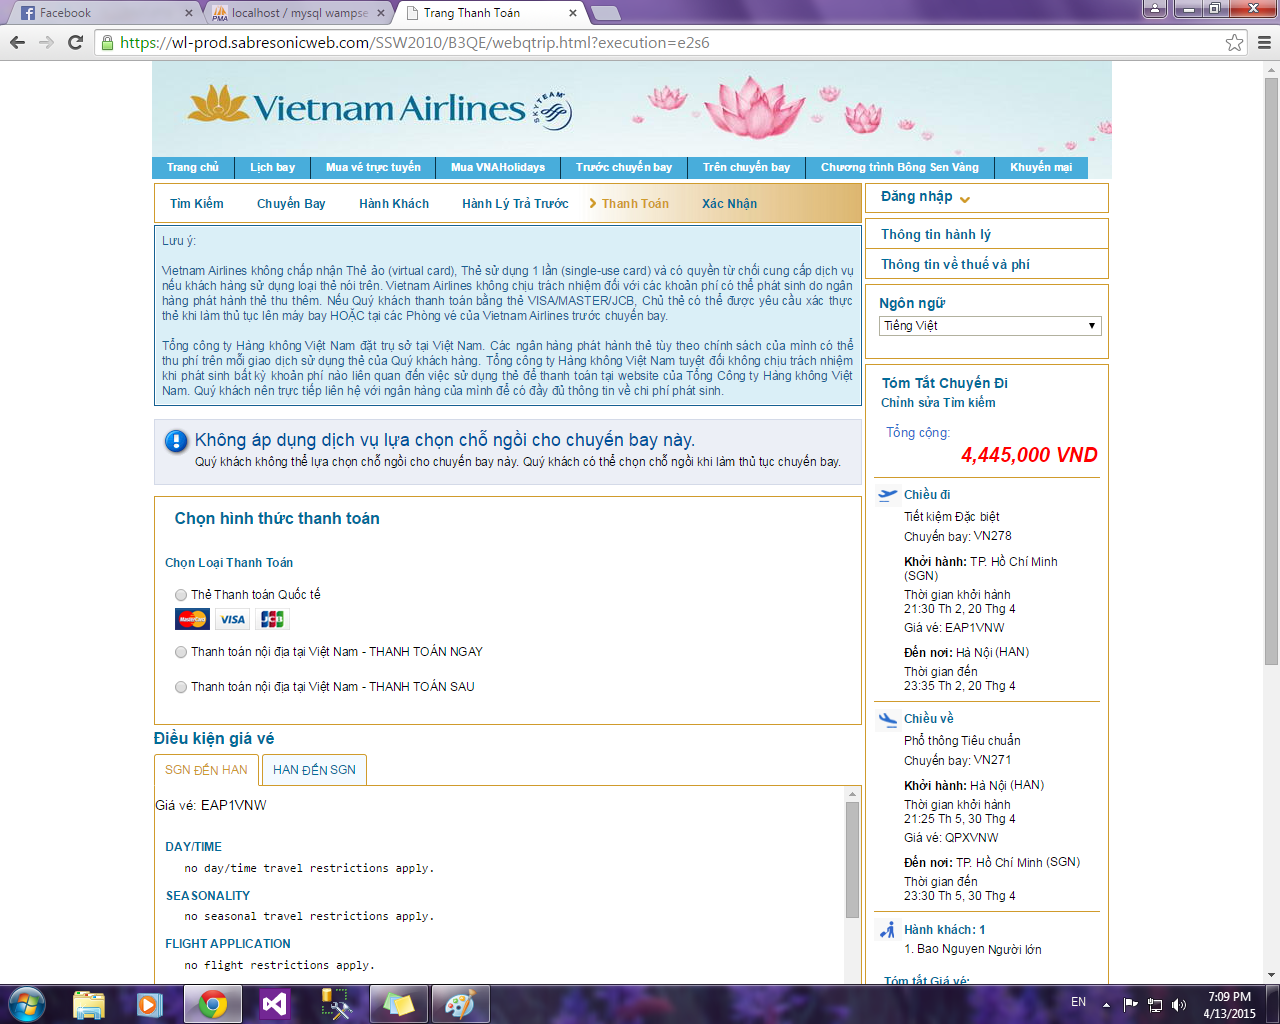 Facebook
localhost / mysql wampse
Trang Thanh Toán
https://wl-prod.sabresonicweb.com/SSW2010/B3QE/webqtrip.html?execution=e2s6
Vietnam Airlines
SKYTEAM
Trang chủ
Lịch bay
Mua vé trực tuyến
Mua VNAHolidays
Trước chuyến bay
Trên chuyến bay
Chương trình Bông Sen Vàng
Khuyến mại
Tìm Kiếm
Chuyến Bay
Hành Khách
Hành Lý Trả Trước
Thanh Toán
Xác Nhận
Lưu ý:
Vietnam Airlines không chấp nhận Thẻ ảo (virtual card), Thẻ sử dụng 1 lần (single-use card) và có quyền từ chối cung cấp dịch vụ
nếu khách hàng sử dụng loại thẻ nói trên. Vietnam Airlines không chịu trách nhiệm đối với các khoản phí có thể phát sinh do ngân
hàng phát hành thẻ thu thêm. Nếu Quý khách thanh toán bằng thẻ VISA/MASTER/JCB, Chủ thẻ có thể được yêu cầu xác thực
thẻ khi làm thủ tục lên máy bay HOẶC tại các Phòng vé của Vietnam Airlines trước chuyến bay.
Tổng công ty Hàng không Việt Nam đặt trụ sở tại Việt Nam. Các ngân hàng phát hành thẻ tùy theo chính sách của mình có thể
thu phí trên mỗi giao dịch sử dụng thẻ của Quý khách hàng. Tổng công ty Hàng không Việt Nam tuyệt đối không chịu trách nhiệm
khi phát sinh bất kỳ khoản phí nào liên quan đến việc sử dụng thẻ để thanh toán tại website của Tổng Công ty Hàng không Việt
Nam. Quý khách nên trực tiếp liên hệ với ngân hàng của mình để có đầy đủ thông tin về chi phí phát sinh.
Không áp dụng dịch vụ lựa chọn chỗ ngồi cho chuyến bay này.
Quý khách không thể lựa chọn chỗ ngồi cho chuyến bay này. Quý khách có thể chọn chỗ ngồi khi làm thủ tục chuyến bay.
Chọn hình thức thanh toán
Chọn Loại Thanh Toán
Thẻ Thanh toán Quốc tế
MasterCard
VISA
JCB
Thanh toán nội địa tại Việt Nam - THANH TOÁN NGAY
Thanh toán nội địa tại Việt Nam - THANH TOÁN SAU
Điều kiện giá vé
SGN ĐẾN HAN
HAN ĐẾN SGN
Giá vé: EAP1VNW
DAY/TIME
no day/time travel restrictions apply.
SEASONALITY
no seasonal travel restrictions apply.
FLIGHT APPLICATION
no flight restrictions apply.
Đăng nhập
Thông tin hành lý
Thông tin về thuế và phí
Ngôn ngữ
Tiếng Việt
Tóm Tắt Chuyến Đi
Chỉnh sửa Tìm kiếm
Tổng cộng:
4,445,000 VND
Chiều đi
Tiết kiệm Đặc biệt
Chuyến bay: VN278
Khởi hành: TP. Hồ Chí Minh
(SGN)
Thời gian khởi hành
21:30 Th 2, 20 Thg 4
Giá vé: EAP1VNW
Đến nơi: Hà Nội (HAN)
Thời gian đến
23:35 Th 2, 20 Thg 4
Chiều về
Phổ thông Tiêu chuẩn
Chuyến bay: VN271
Khởi hành: Hà Nội (HAN)
Thời gian khởi hành
21:25 Th 5, 30 Thg 4
Giá vé: QPXVNW
Đến nơi: TP. Hồ Chí Minh (SGN)
Thời gian đến
23:30 Th 5, 30 Thg 4
Hành khách: 1
1. Bao Nguyen Người lớn
Tóm tắt Giá vé:
EN
7:09 PM
4/13/2015